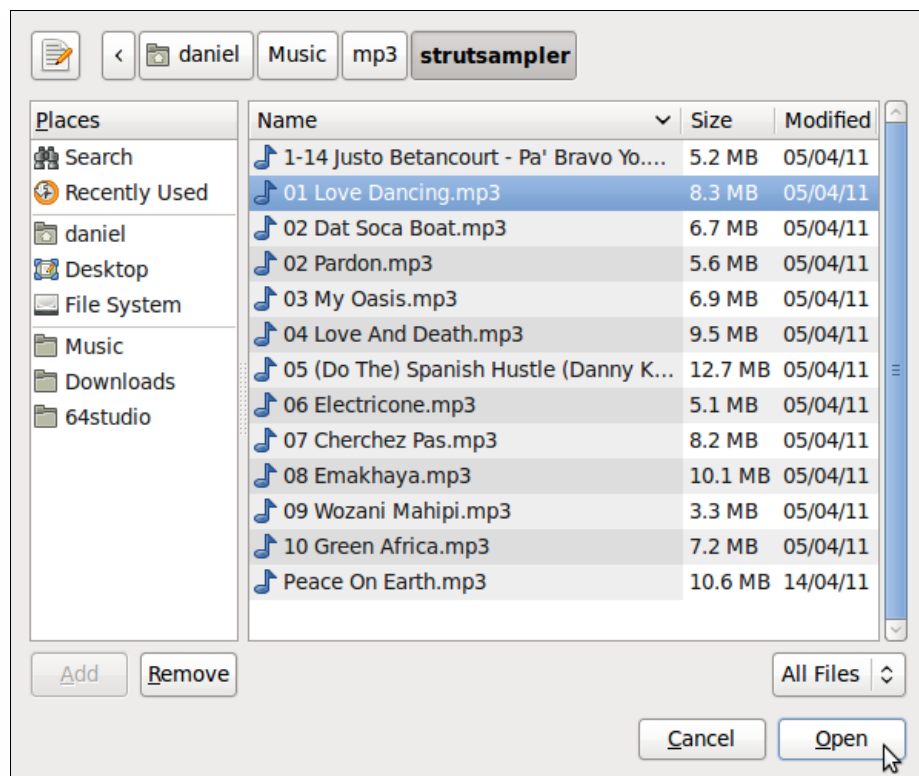 daniel Music mp3 strutsampler
Places
Search
Recently Used
daniel
Desktop
File System
Music
Downloads
64studio
Name Size Modified
1-14 Justo Betancourt - Pa' Bravo Yo.... 5.2 MB 05/04/11
01 Love Dancing.mp3 8.3 MB 05/04/11
02 Dat Soca Boat.mp3 6.7 MB 05/04/11
02 Pardon.mp3 5.6 MB 05/04/11
03 My Oasis.mp3 6.9 MB 05/04/11
04 Love And Death.mp3 9.5 MB 05/04/11
05 (Do The) Spanish Hustle (Danny K... 12.7 MB 05/04/11
06 Electricone.mp3 5.1 MB 05/04/11
07 Cherchez Pas.mp3 8.2 MB 05/04/11
08 Emakhaya.mp3 10.1 MB 05/04/11
09 Wozani Mahipi.mp3 3.3 MB 05/04/11
10 Green Africa.mp3 7.2 MB 05/04/11
Peace On Earth.mp3 10.6 MB 14/04/11
Add Remove All Files
Cancel Open